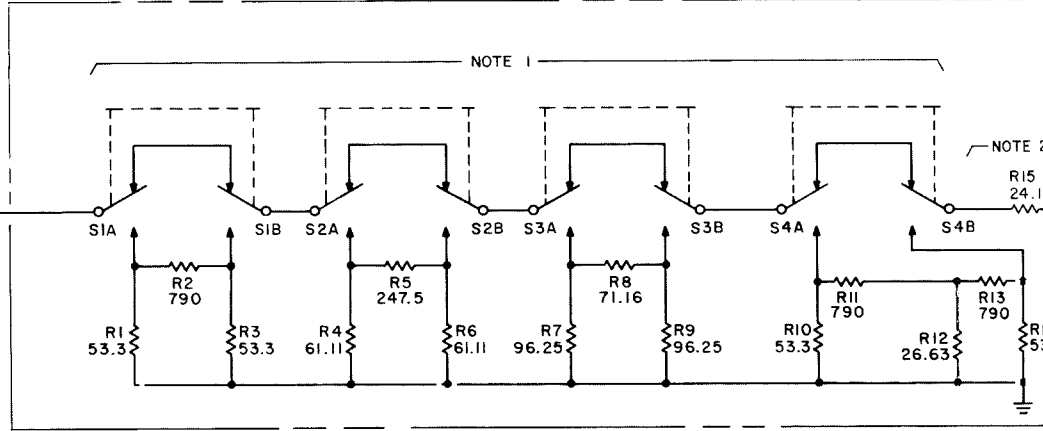 NOTE 1
NOTE 2
R15
24.1
S1A
S1B
S2A
S2B
S3A
S3B
S4A
S4B
R2
790
R5
247.5
R8
71.16
R11
790
R13
790
R1
53.3
R3
53.3
R4
61.11
R6
61.11
R7
96.25
R9
96.25
R10
53.3
R12
26.63